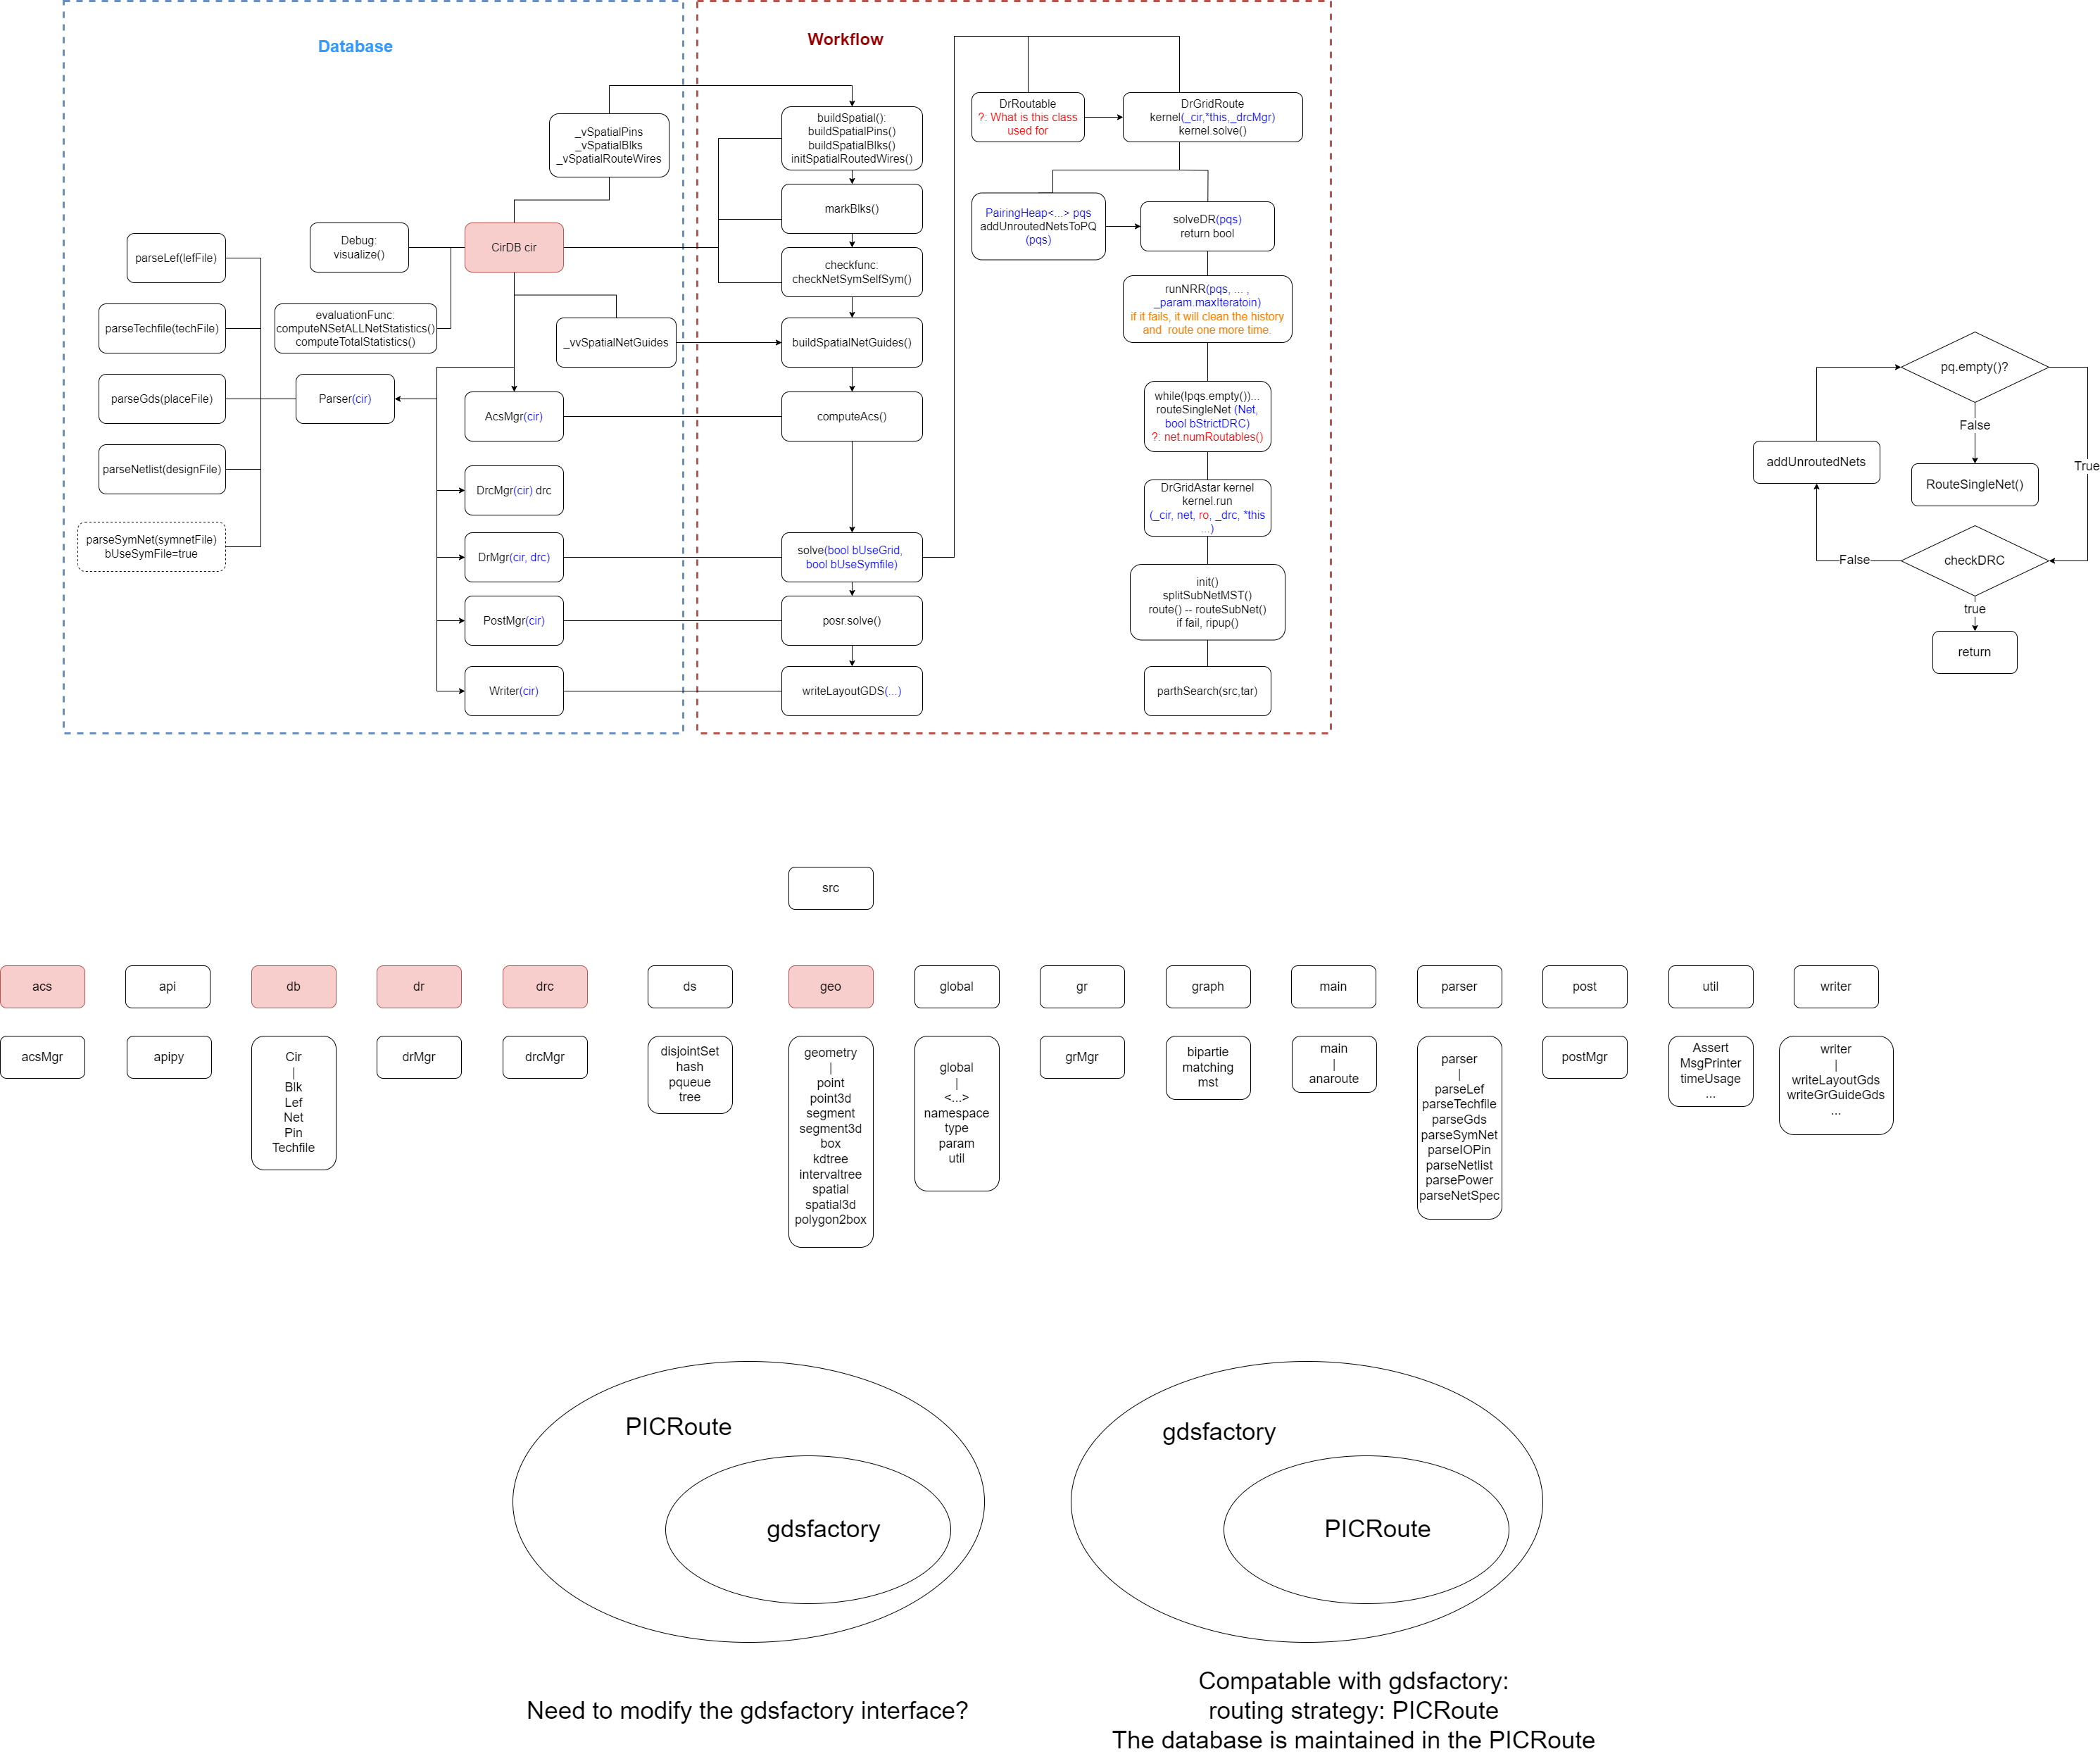 Database
Workflow
_vSpatialPins
_vSpatialBlks
_vSpatialRouteWires
Debug:
visualize()
CirDB cir
evaluationFunc:
computeNSetALLNetStatistics()
computeTotalStatistics()
_vvSpatialNetGuides
parseLef(lefFile)
parseTechfile(techFile)
parseGds(placeFile)
parseNetlist(designFile)
parseSymNet(symnetFile)
bUseSymFile=true
Parser(cir)
AcsMgr(cir)
DrcMgr(cir) drc
DrMgr(cir, drc)
PostMgr(cir)
Writer(cir)
buildSpatial():
buildSpatialPins()
buildSpatialBlks()
initSpatialRoutedWires()
markBlks()
checkfunc:
checkNetSymSelfSym()
buildSpatialNetGuides()
computeAcs()
solve(bool bUseGrid,
bool bUseSymfile)
posr.solve()
writeLayoutGDS(...)
DrRoutable
?: What is this class
used for
DrGridRoute
kernel(_cir,*this,_drcMgr)
kernel.solve()
PairingHeap<...> pqs
addUnroutedNetsToPQ
(pqs)
solveDR(pqs)
return bool
runNRR(pqs, ... ,
_param.maxIteratoin)
if it fails, it will clean the history
and route one more time.
while(!pqs.empty())...
routeSingleNet (Net,
bool bStrictDRC)
?: net.numRoutables()
DrGridAstar kernel
kernel.run
(_cir, net, ro, _drc, *this
...)
init()
splitSubNetMST()
route() -- routeSubNet()
if fail, ripup()
parthSearch(src,tar)
pq.empty()?
False
True
addUnroutedNets
RouteSingleNet()
checkDRC
False
true
return
src
acs
api
db
dr
drc
ds
geo
global
gr
graph
main
parser
post
util
writer
acsMgr
apipy
Cir
|
Blk
Lef
Net
Pin
Techfile
drMgr
drcMgr
disjointSet
hash
pqueue
tree
geometry
|
point
point3d
segment
segment3d
box
kdtree
intervaltree
spatial
spatial3d
polygon2box
global
|
<...>
namespace
type
param
util
grMgr
bipartie
matching
mst
main
|
anaroute
parser
|
parseLef
parseTechfile
parseGds
parseSymNet
parseIOPin
parseNetlist
parsePower
parseNetSpec
postMgr
Assert
MsgPrinter
timeUsage
...
writer
|
writeLayoutGds
writeGrGuideGds
...
PICRoute
gdsfactory
gdsfactory
PICRoute
Need to modify the gdsfactory interface?
Compatable with gdsfactory:
routing strategy: PICRoute
The database is maintained in the PICRoute